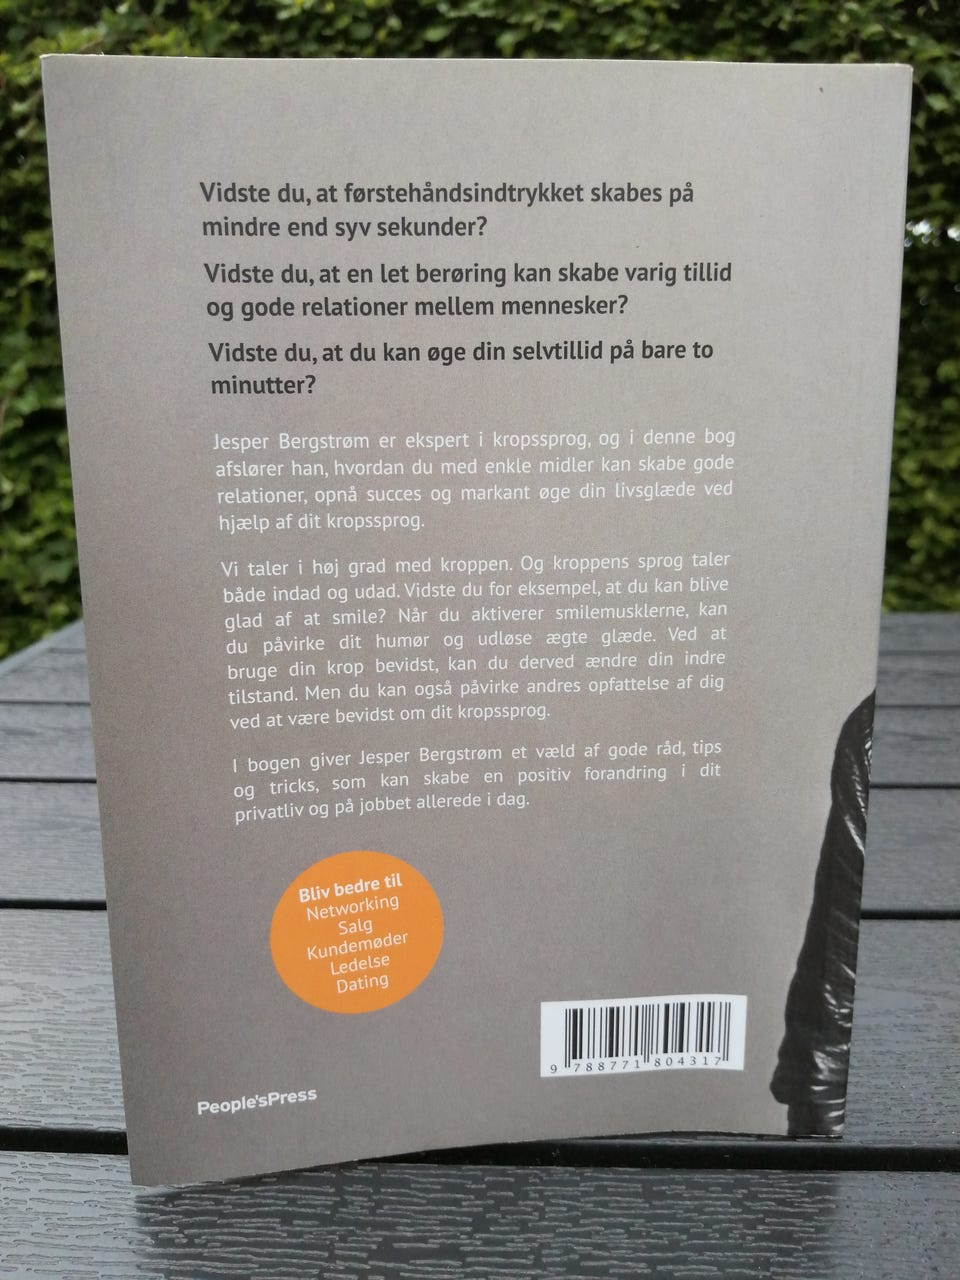 Vidste du, at førstehåndsindtrykket skabes på
mindre end syv sekunder?
Vidste du, at en let berøring kan skabe varig tillid
og gode relationer mellem mennesker?
Vidste du, at du kan øge din selvtillid på bare to
minutter?
Jesper Bergstrøm er ekspert i kropssprog, og i denne bog
afslører han, hvordan du med enkle midler kan skabe gode
relationer, opnå succes og markant øge din livsglæde ved
hjælp af dit kropssprog.
Vi taler i høj grad med kroppen. Og kroppens sprog taler
både indad og udad. Vidste du for eksempel, at du kan blive
glad af at smile? Når du aktiverer smilemusklerne, kan
du påvirke dit humør og udløse ægte glæde. Ved at
bruge din krop bevidst, kan du derved ændre din indre
tilstand. Men du kan også påvirke andres opfattelse af dig
ved at være bevidst om dit kropssprog.
I bogen giver Jesper Bergstrøm et væld af gode råd, tips
og tricks, som kan skabe en positiv forandring i dit
privatliv og på jobbet allerede i dag.
Bliv bedre til
Networking
Salg
Kundemøder
Ledelse
Dating
9 788771 804317
People'sPress